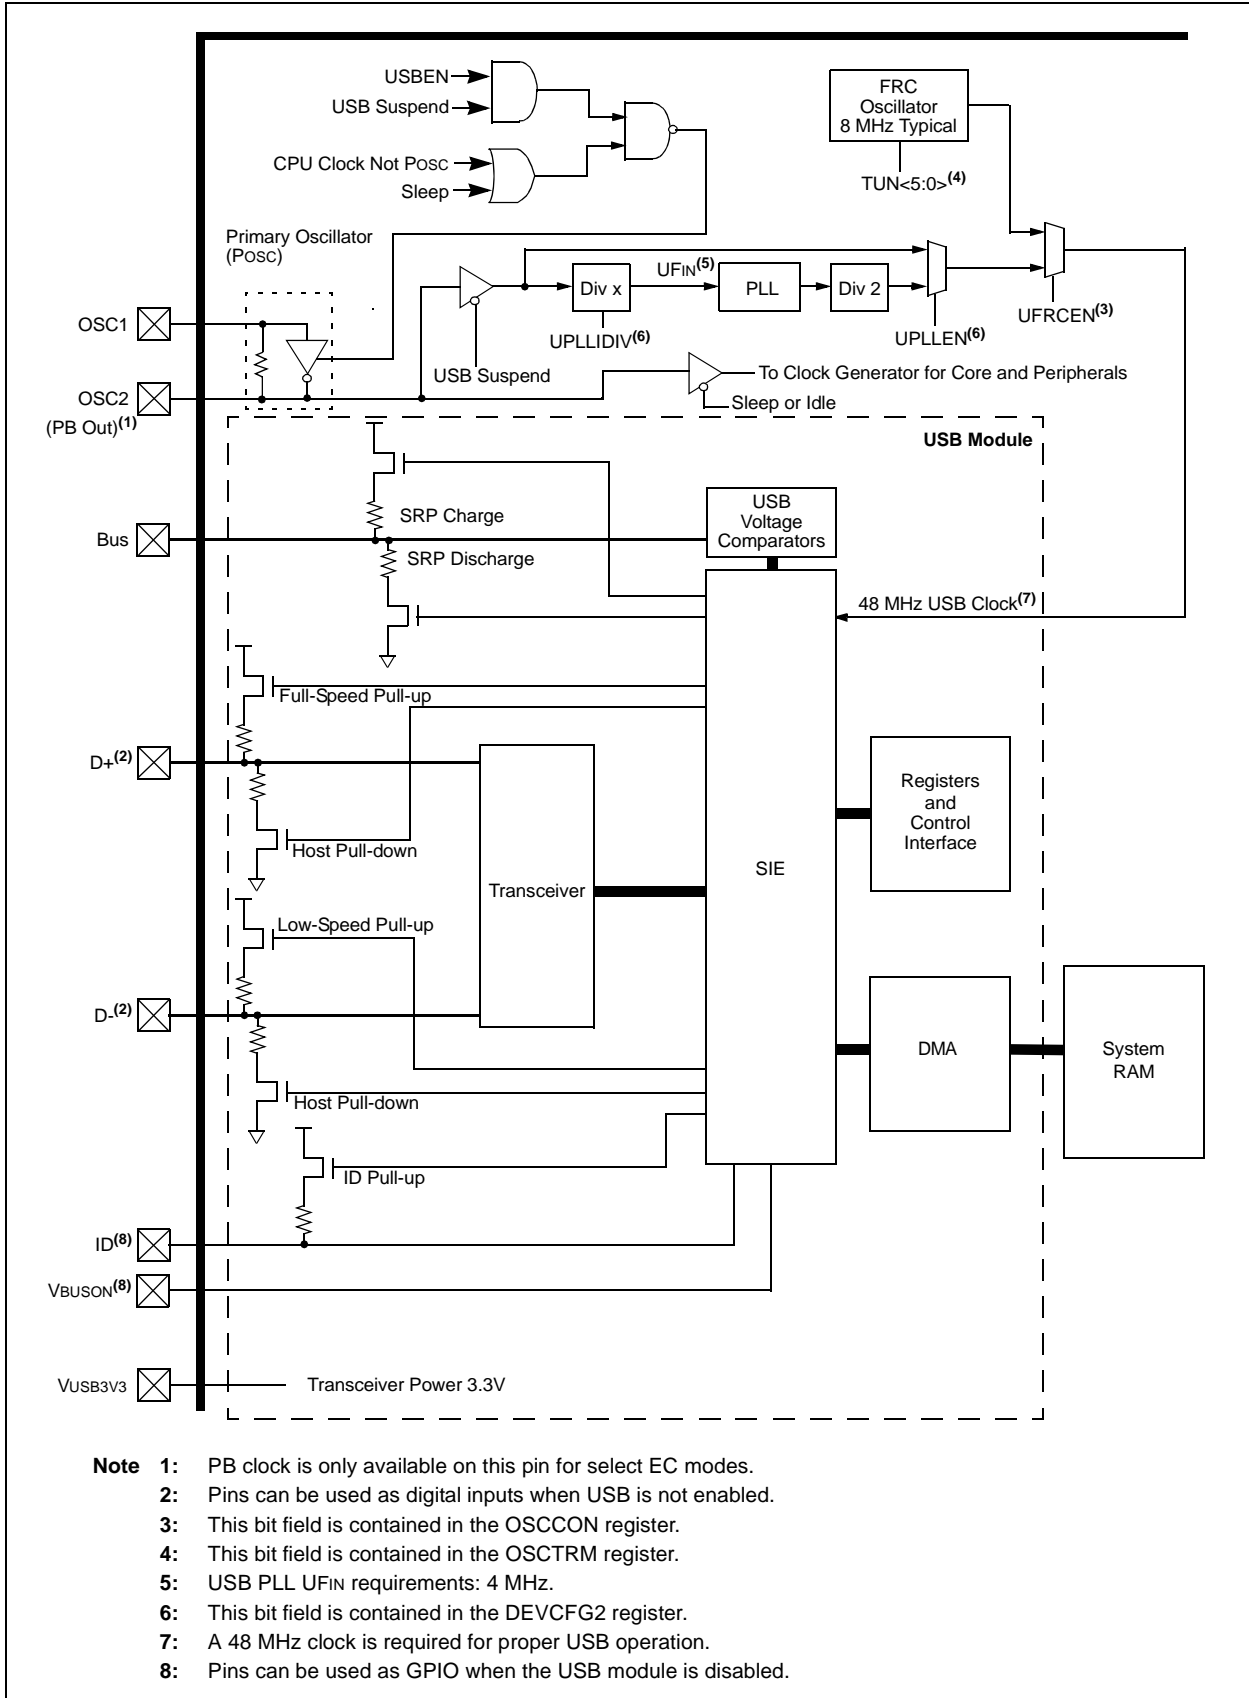 USBEN
USB Suspend
CPU Clock Not POSC
Sleep
FRC
Oscillator
8 MHz Typical
TUN<5:0>(4)
Primary Oscillator
(POSC)
UFIN(5)
Div x
PLL
Div 2
UPLLIDIV(6)
UPLLEN(6)
UFRCEN(3)
OSC1
USB Suspend
To Clock Generator for Core and Peripherals
OSC2
(PB Out)(1)
Sleep or Idle
USB Module
USB
Voltage
Comparators
SRP Charge
Bus
SRP Discharge
48 MHz USB Clock(7)
Full-Speed Pull-up
D+(2)
Registers
and
Control
Interface
Host Pull-down
SIE
Transceiver
Low-Speed Pull-up
D-(2)
DMA
System
RAM
Host Pull-down
ID Pull-up
ID(8)
VBUSON(8)
VUSB3V3
Transceiver Power 3.3V
Note 1: PB clock is only available on this pin for select EC modes.
2: Pins can be used as digital inputs when USB is not enabled.
3: This bit field is contained in the OSCCON register.
4: This bit field is contained in the OSCTRM register.
5: USB PLL UFIN requirements: 4 MHz.
6: This bit field is contained in the DEVCFG2 register.
7: A 48 MHz clock is required for proper USB operation.
8: Pins can be used as GPIO when the USB module is disabled.